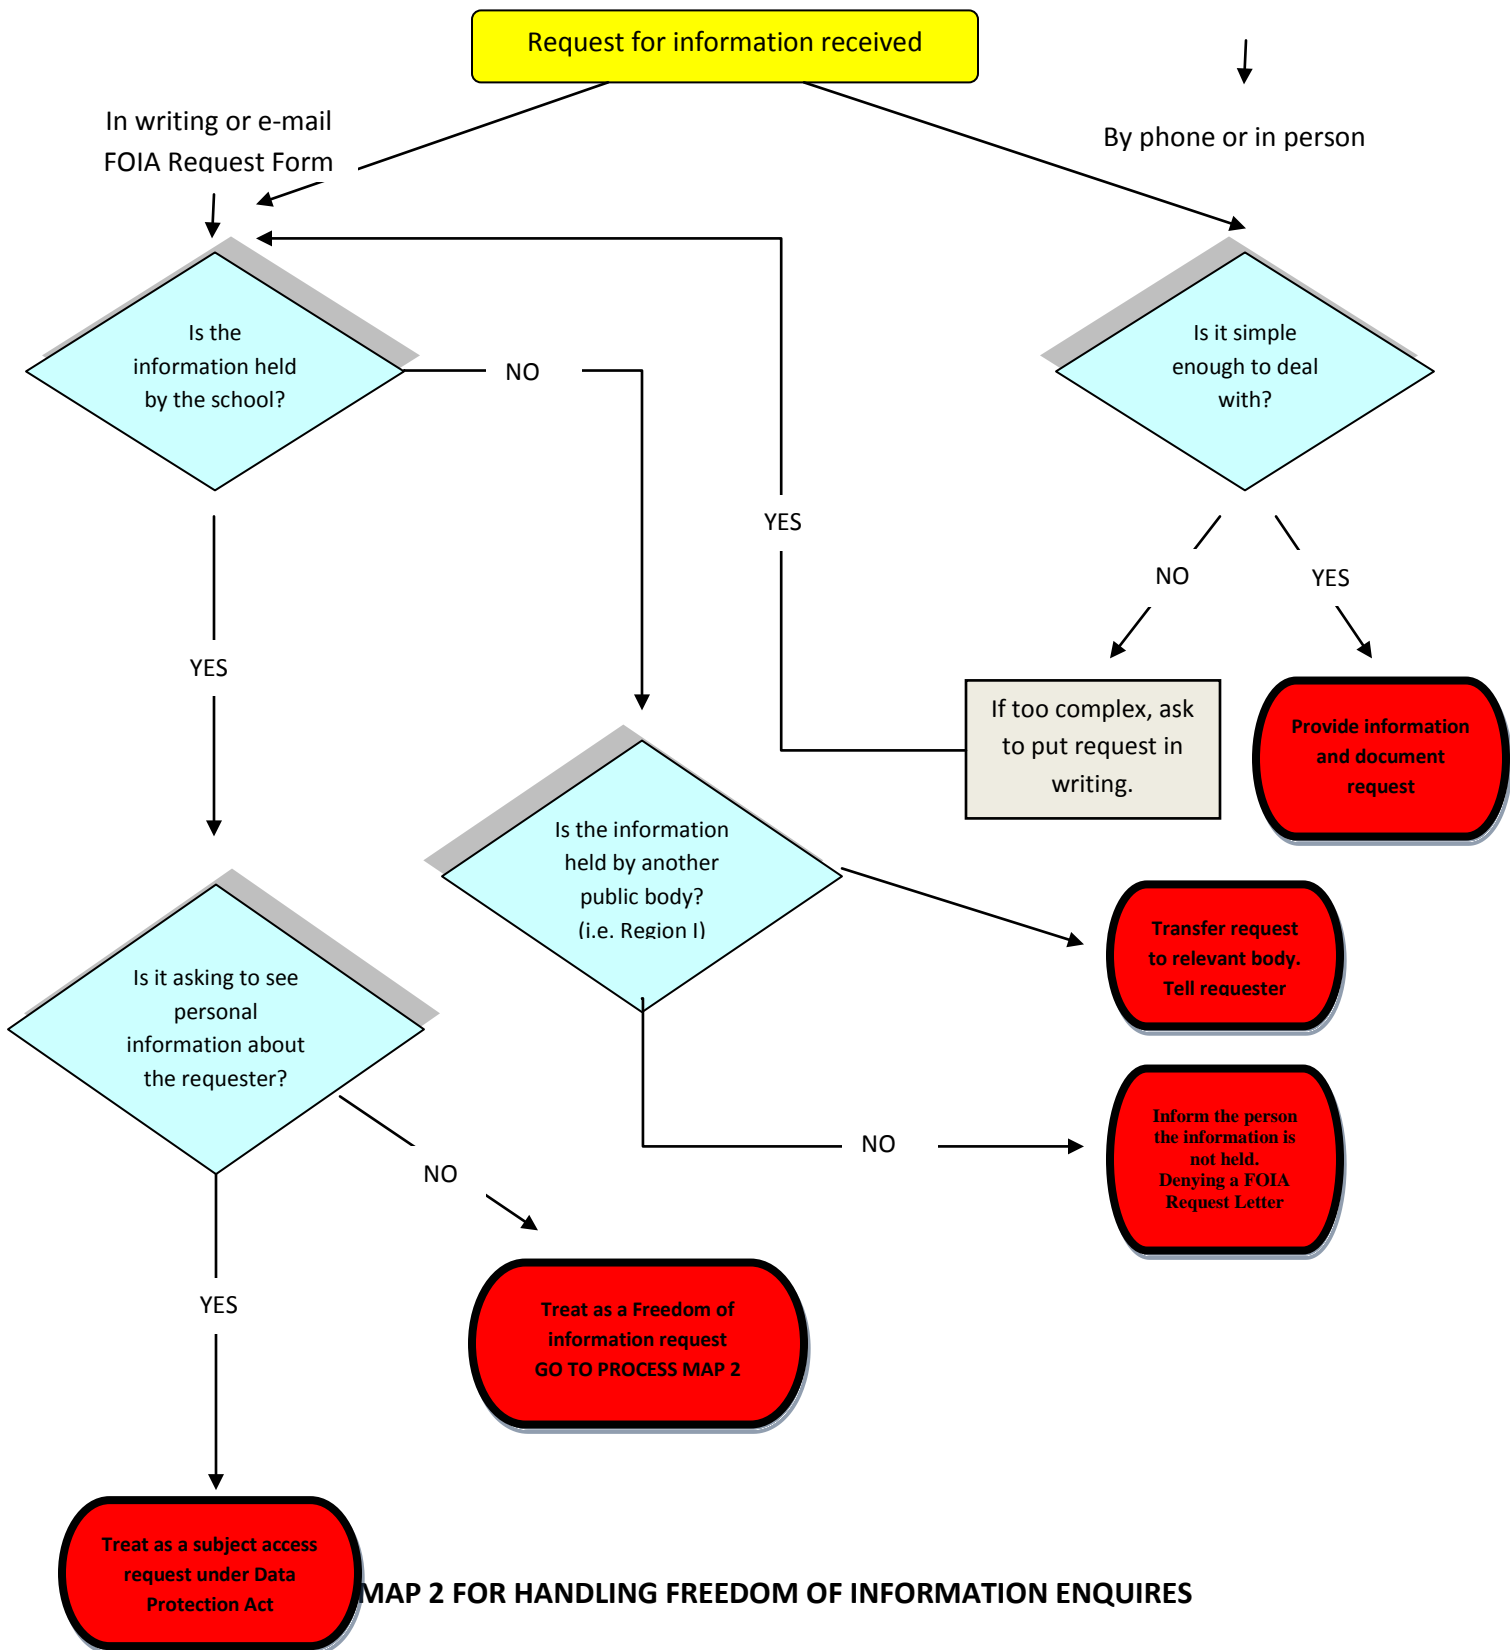 Request for information received
In writing or e-mail
FOIA Request Form
By phone or in person
Is the
information held
by the school?
NO
Is it simple
enough to deal
with?
YES
NO
YES
YES
If too complex, ask
to put request in
writing.
Provide information
and document
request
Is the information
held by another
public body?
(i.e. Region I)
Transfer request
to relevant body.
Tell requester
Is it asking to see
personal
information about
the requester?
Inform the person
the information is
not held.
Denying a FOIA
Request Letter
NO
NO
YES
Treat as a Freedom of
information request
GO TO PROCESS MAP 2
Treat as a subject access
request under Data
Protection Act
MAP 2 FOR HANDLING FREEDOM OF INFORMATION ENQUIRES